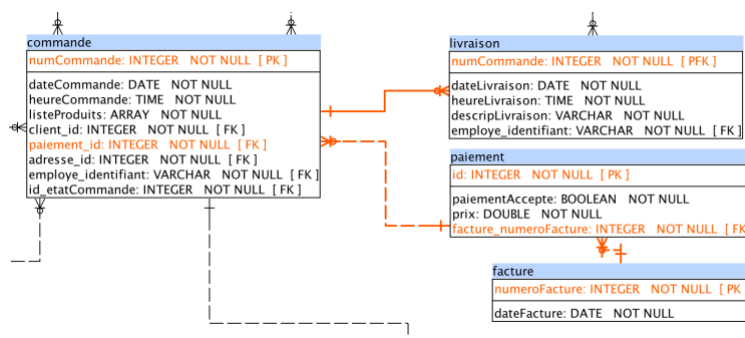 commande
numCommande: INTEGER NOT NULL [ PK ]
dateCommande: DATE NOT NULL
heureCommande: TIME NOT NULL
listeProduits: ARRAY NOT NULL
client_id: INTEGER NOT NULL [ FK ]
paiement_id: INTEGER NOT NULL [ FK ]
adresse_id: INTEGER NOT NULL [ FK ]
employe_identifiant: VARCHAR NOT NULL [ FK ]
id_etatCommande: INTEGER NOT NULL [ FK ]
livraison
numCommande: INTEGER NOT NULL [ PFK ]
dateLivraison: DATE NOT NULL
heureLivraison: TIME NOT NULL
descripLivraison: VARCHAR NOT NULL
employe_identifiant: VARCHAR NOT NULL [ FK ]
paiement
id: INTEGER NOT NULL [ PK ]
paiementAccepte: BOOLEAN NOT NULL
prix: DOUBLE NOT NULL
facture_numeroFacture: INTEGER NOT NULL [ FK
facture
numeroFacture: INTEGER NOT NULL [ PK
dateFacture: DATE NOT NULL